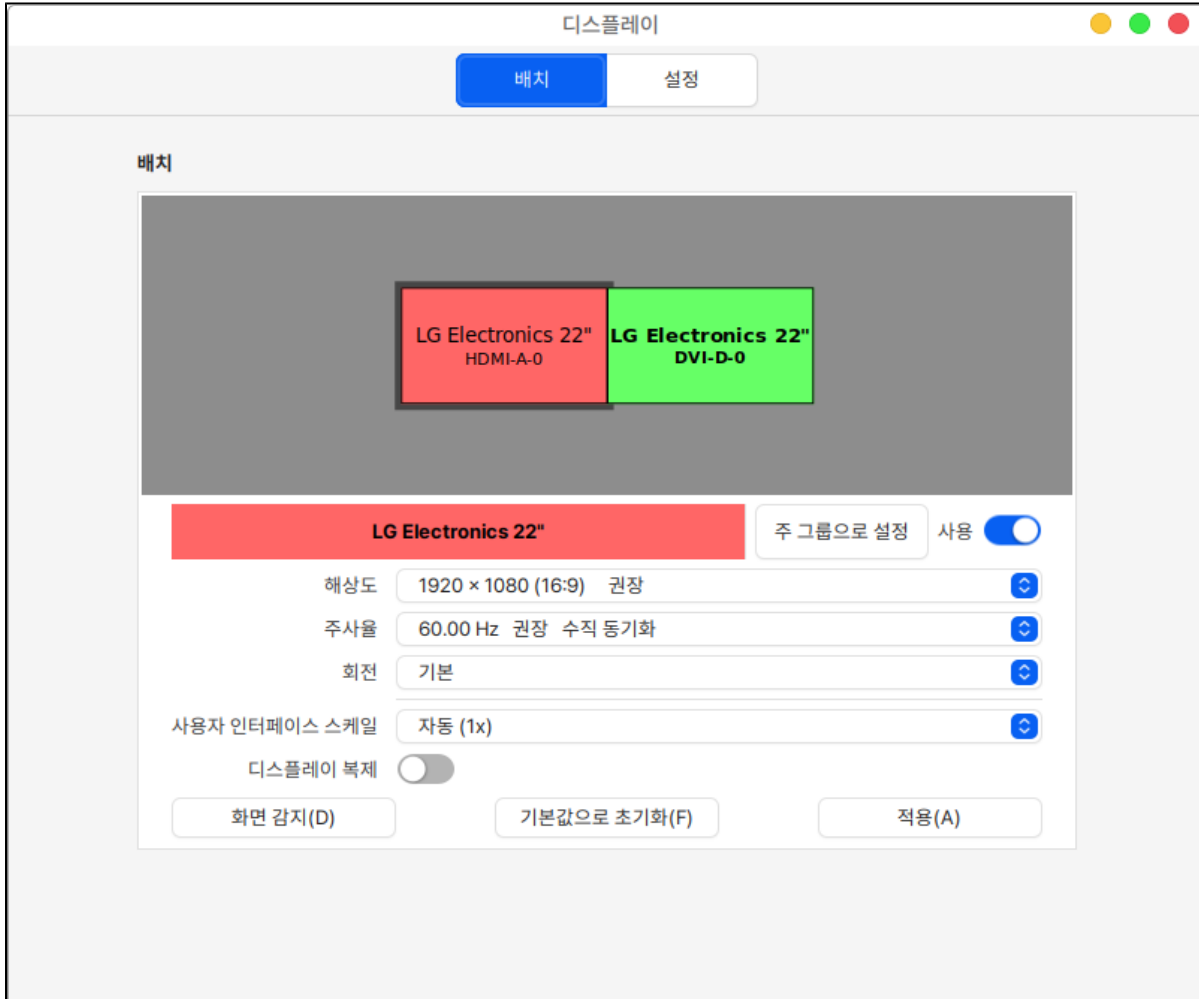 디스플레이
배치 설정
배치
LG Electronics 22" LG Electronics 22"
HDMI-A-0 DVI-D-0
LG Electronics 22" 주 그룹으로 설정 사용
해상도 1920 × 1080 (16:9) 권장
주사율 60.00 Hz 권장 수직 동기화
회전 기본
사용자 인터페이스 스케일 자동 (1x)
디스플레이 복제
화면 감지(D) 기본값으로 초기화(F) 적용(A)